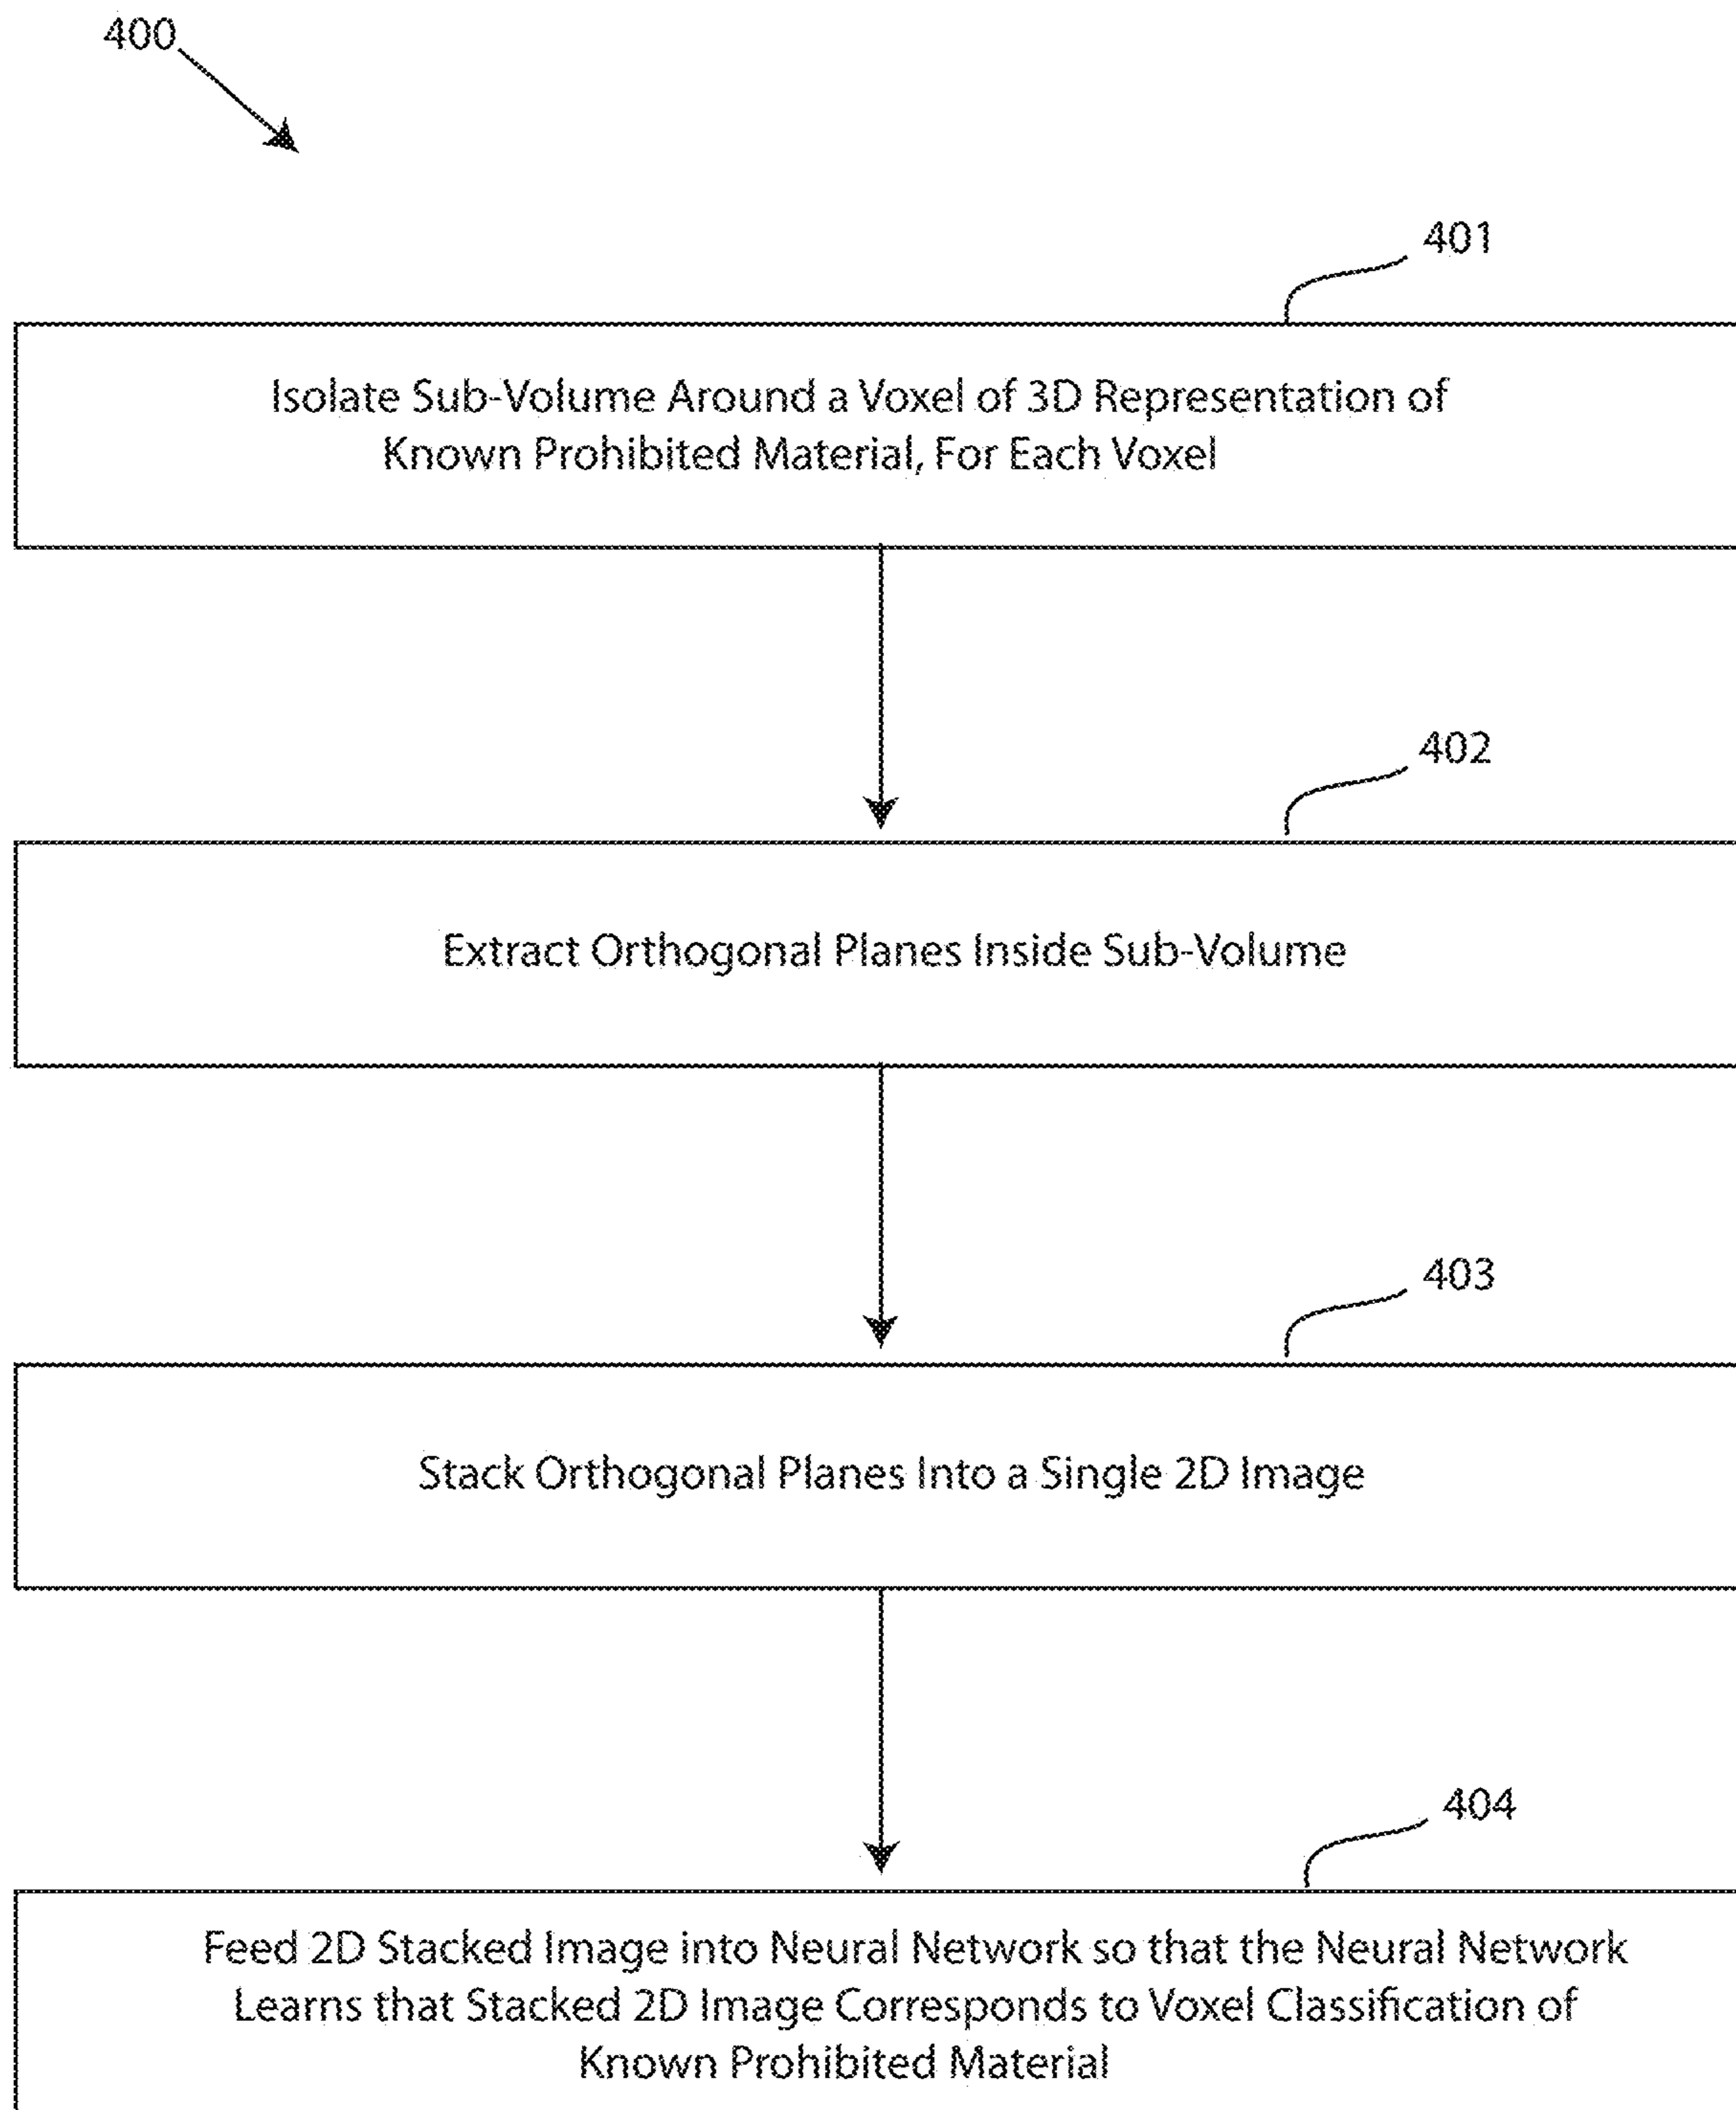 400
401
Isolate Sub-Volume Around a Voxel of 3D Representation of
Known Prohibited Material, For Each Voxel
402
Extract Orthogonal Planes Inside Sub-Volume
403
Stack Orthogonal Planes Into a Single 2D Image
404
Feed 2D Stacked Image into Neural Network so that the Neural Network
Learns that Stacked 2D Image Corresponds to Voxel Classification of
Known Prohibited Material